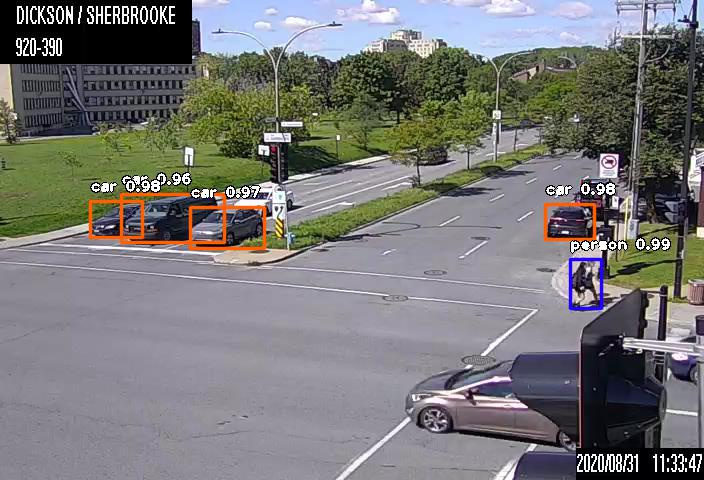 DICKSON / SHERBROOKE
920-390
car 0.98
car 0.96
car 0.97
car 0.98
person 0.99
2020/08/31 11:33:47